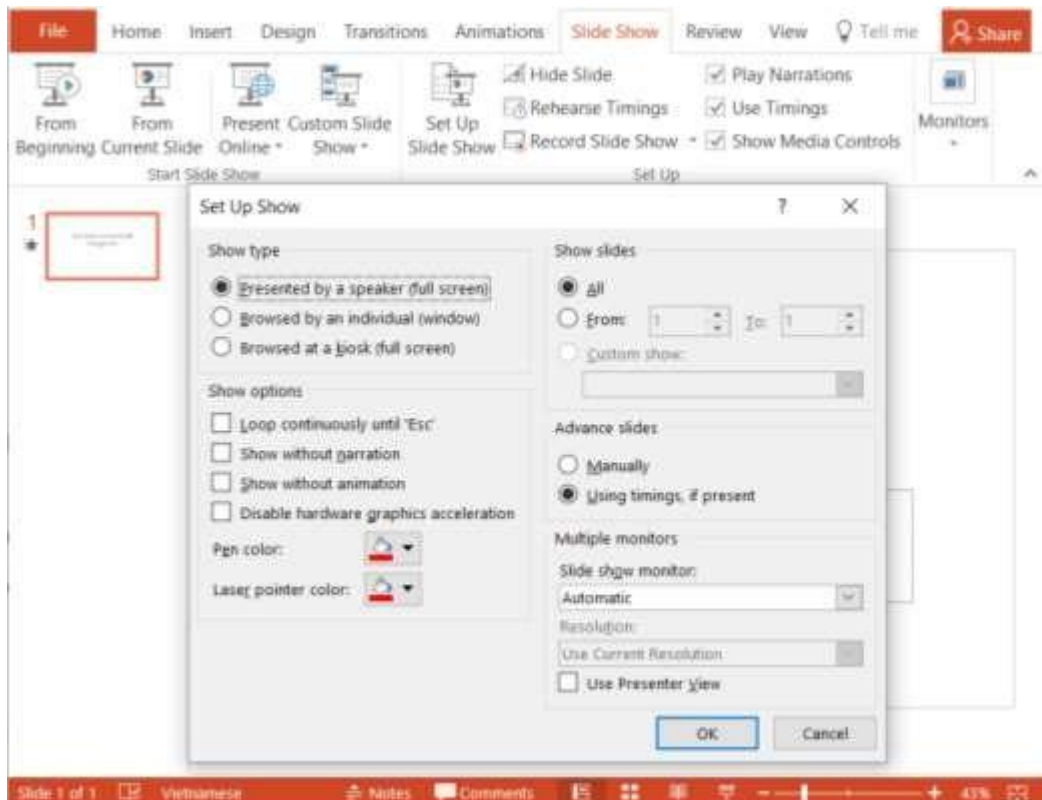 File Home Insert Design Transitions Animations Slide Show Review View Tell me Share
Hide Slide Play Narrations
Rehearse Timings Use Timings
From From Present Custom Slide Set Up Monitors
Beginning Current Slide Online Show Slide Show Record Slide Show Show Media Controls
Start Slide Show Set Up
Set Up Show ?
1
Show type
Presented by a speaker (full screen)
Browsed by an individual (window)
Browsed at a kiosk (full screen)
Show options
Loop continuously until 'Esc'
Show without narration
Show without animation
Disable hardware graphics acceleration
Pen color:
Laser pointer color:
Show slides
All
From: 1 To: 1
Custom show:
Advance slides
Manually
Using timings, if present
Multiple monitors
Slide show monitor:
Automatic
Resolution:
Use Current Resolution
Use Presenter View
OK Cancel
Slide 1 of 1 Vietnamese Notes Comments 43%